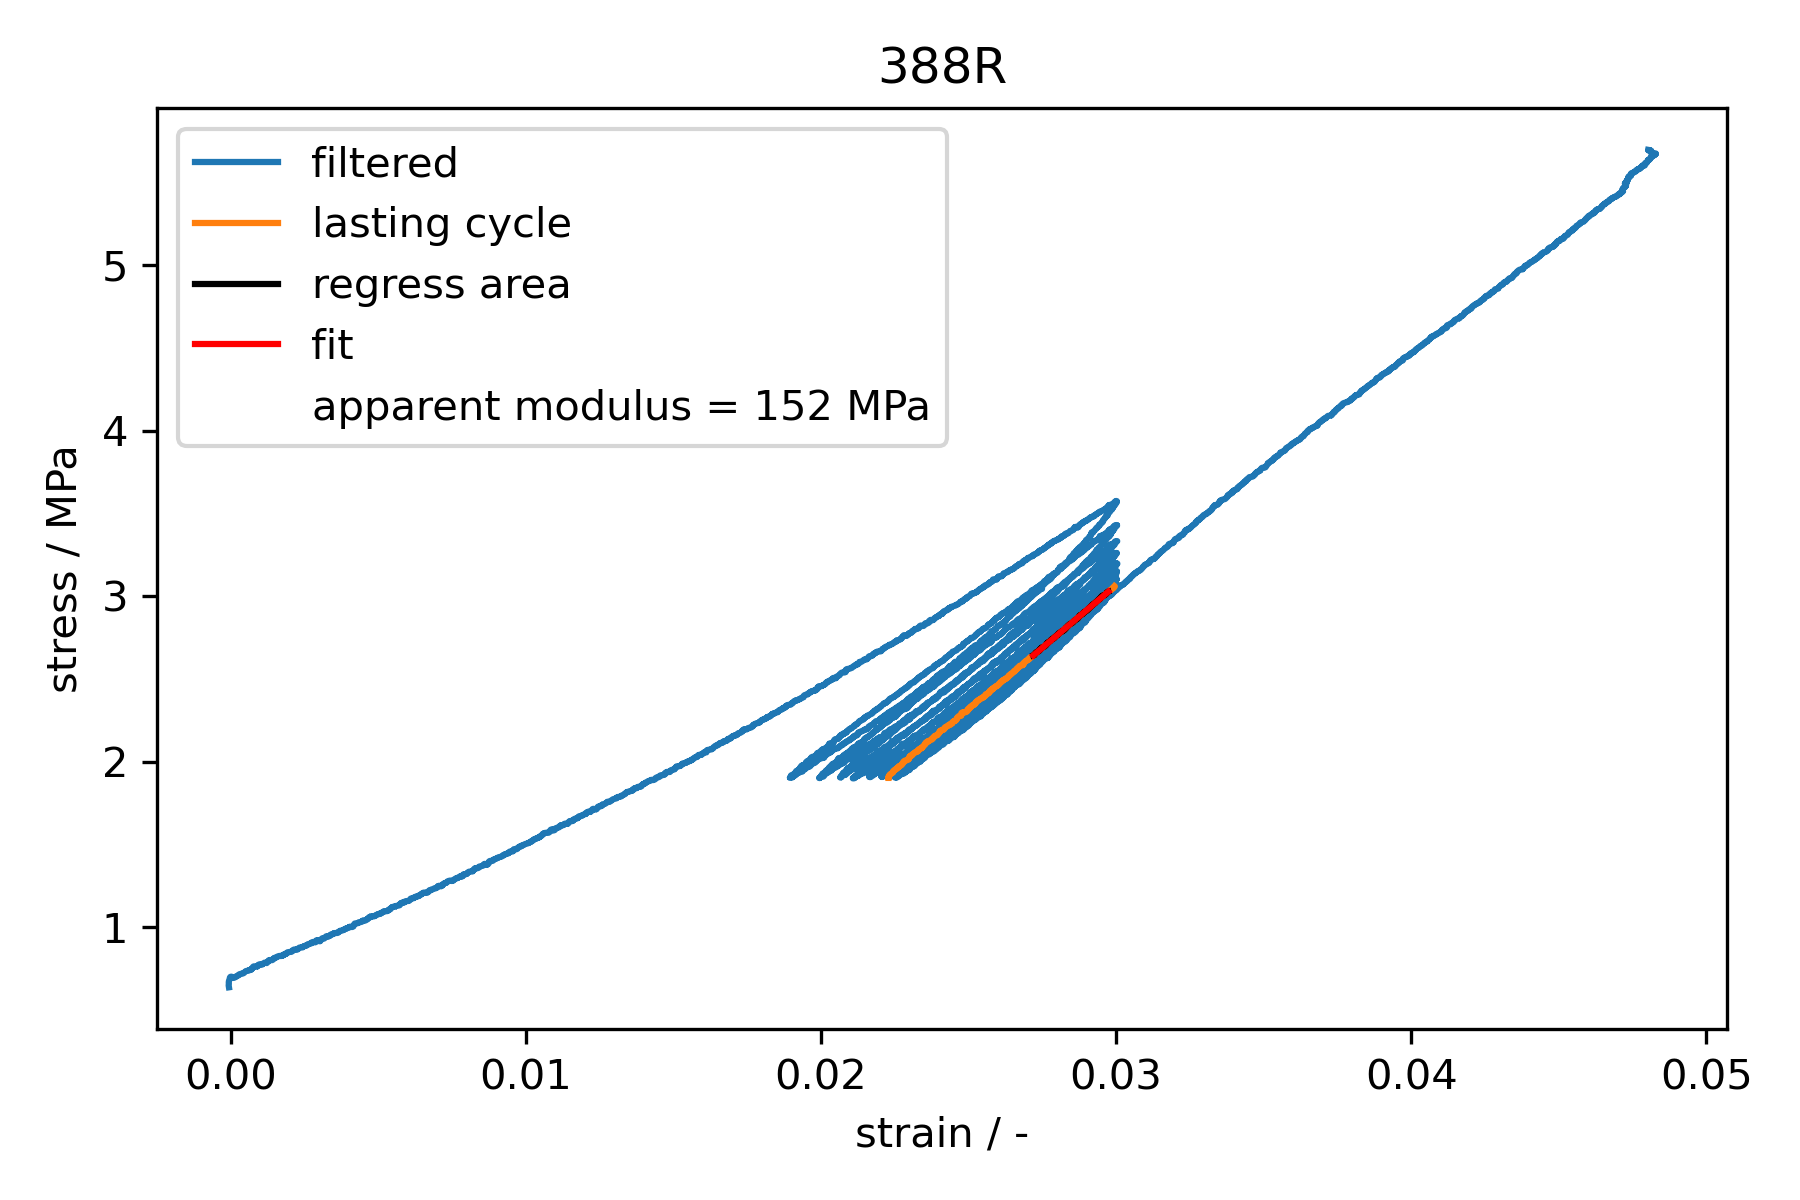 388R
filtered
lasting cycle
regress area
fit
apparent modulus = 152 MPa
stress / MPa
5
4
3
2
1
0.00 0.01 0.02 0.03 0.04 0.05
strain / -